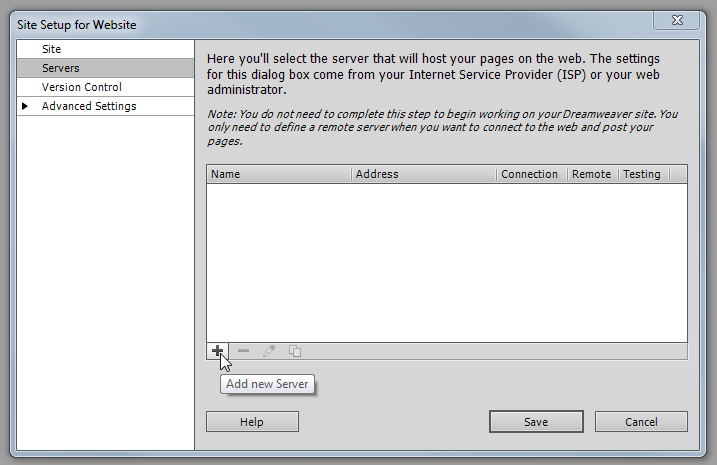 Site Setup for Website
Site
Servers
Version Control
Advanced Settings
Here you'll select the server that will host your pages on the web. The settings
for this dialog box come from your Internet Service Provider (ISP) or your web
administrator.
Note: You do not need to complete this step to begin working on your Dreamweaver site. You
only need to define a remote server when you want to connect to the web and post your
pages.
Name Address Connection Remote Testing
Add new Server
Help Save Cancel